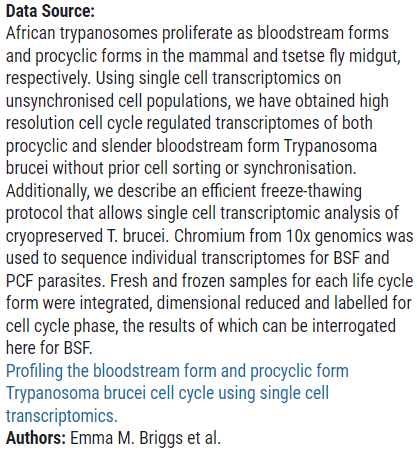 Data Source:
African trypanosomes proliferate as bloodstream forms
and procyclic forms in the mammal and tsetse fly midgut,
respectively. Using single cell transcriptomics on
unsynchronised cell populations, we have obtained high
resolution cell cycle regulated transcriptomes of both
procyclic and slender bloodstream form Trypanosoma
brucei without prior cell sorting or synchronisation.
Additionally, we describe an efficient freeze-thawing
protocol that allows single cell transcriptomic analysis of
cryopreserved T. brucei. Chromium from 10x genomics was
used to sequence individual transcriptomes for BSF and
PCF parasites. Fresh and frozen samples for each life cycle
form were integrated, dimensional reduced and labelled for
cell cycle phase, the results of which can be interrogated
here for BSF.
Profiling the bloodstream form and procyclic form
Trypanosoma brucei cell cycle using single cell
transcriptomics.
Authors: Emma M. Briggs et al.